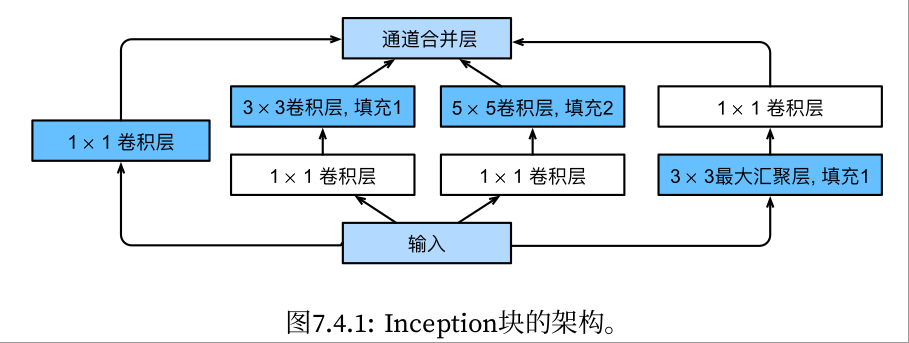 通道合并层
3 × 3卷积层, 填充1
5 × 5卷积层, 填充2
1 × 1 卷积层
1 × 1 卷积层
1 × 1 卷积层
1 × 1 卷积层
3 × 3最大汇聚层, 填充1
输入
图7.4.1: Inception块的架构。